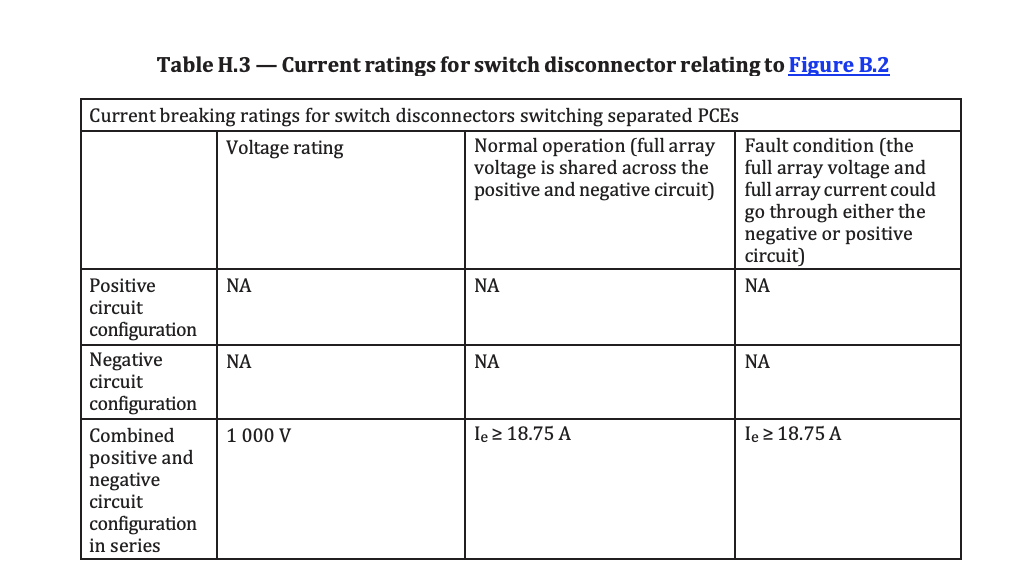 Table H.3 — Current ratings for switch disconnector relating to Figure B.2
Current breaking ratings for switch disconnectors switching separated PCEs
Voltage rating
Normal operation (full array
voltage is shared across the
positive and negative circuit)
Fault condition (the
full array voltage and
full array current could
go through either the
negative or positive
circuit)
Positive
circuit
configuration
NA
NA
NA
Negative
circuit
configuration
NA
NA
NA
Combined
positive and
negative
circuit
configuration
in series
1 000 V
Ie ≥ 18.75 A
Ie ≥ 18.75 A